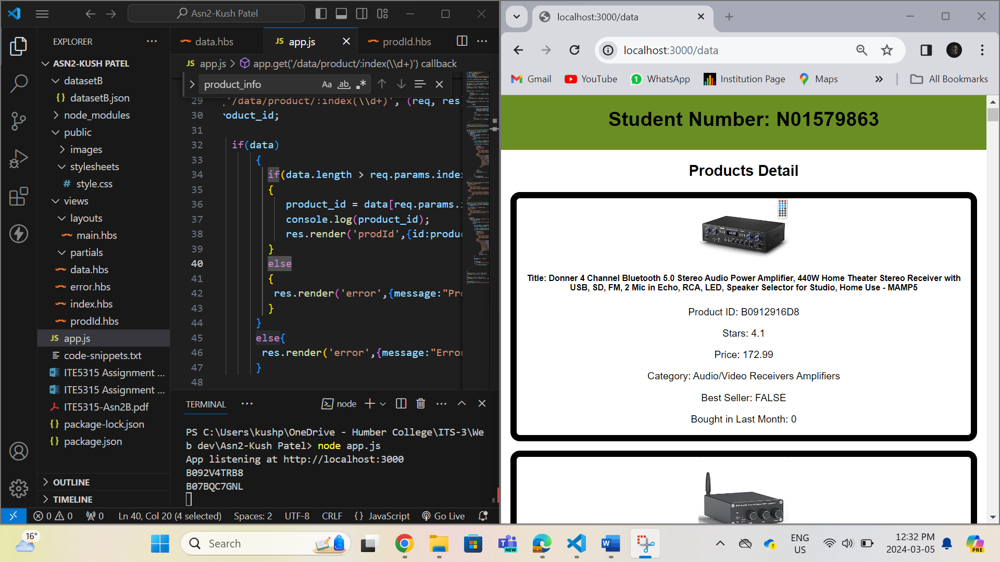 Asn2-Kush Patel
EXPLORER
ASN2-KUSH PATEL
datasetB
{} datasetB.json
node_modules
public
images
stylesheets
# style.css
views
layouts
main.hbs
partials
data.hbs
error.hbs
index.hbs
prodId.hbs
JS app.js
code-snippets.txt
ITE5315 Assignment ...
ITE5315 Assignment ...
ITE5315-Asn2B.pdf
{} package-lock.json
{} package.json
OUTLINE
TIMELINE
data.hbs
JS app.js
prodId.hbs
JS app.js > app.get('/data/product/:index(\\d+)') callback
product_info
Aa ab .*
29 '/data/product/:index(\\d+)', (req, res)
30 roduct_id;
31
32 if(data)
33 {
34 if(data.length > req.params.index
35 {
36 product_id = data[req.params.i
37 console.log(product_id);
38 res.render('prodId',{id:produc
39 }
40 else
41 {
42 res.render('error',{message:"Pro
43 }
44 }
45 else{
46 res.render('error',{message:"Error
47 }
48
TERMINAL
node
PS C:\Users\kushp\OneDrive - Humber College\ITS-3\We
b dev\Asn2-Kush Patel> node app.js
App listening at http://localhost:3000
B092V4TRB8
B07BQC7GNL
0 0 0 Ln 40, Col 20 (4 selected) Spaces: 2 UTF-8 CRLF {} JavaScript Go Live
localhost:3000/data
localhost:3000/data
Gmail YouTube WhatsApp Institution Page Maps » All Bookmarks
Student Number: N01579863
Products Detail
Title: Donner 4 Channel Bluetooth 5.0 Stereo Audio Power Amplifier, 440W Home Theater Stereo Receiver with
USB, SD, FM, 2 Mic in Echo, RCA, LED, Speaker Selector for Studio, Home Use - MAMP5
Product ID: B0912916D8
Stars: 4.1
Price: 172.99
Category: Audio/Video Receivers Amplifiers
Best Seller: FALSE
Bought in Last Month: 0
16°
Search
NEW
ENG
US
12:32 PM
2024-03-05
PRE